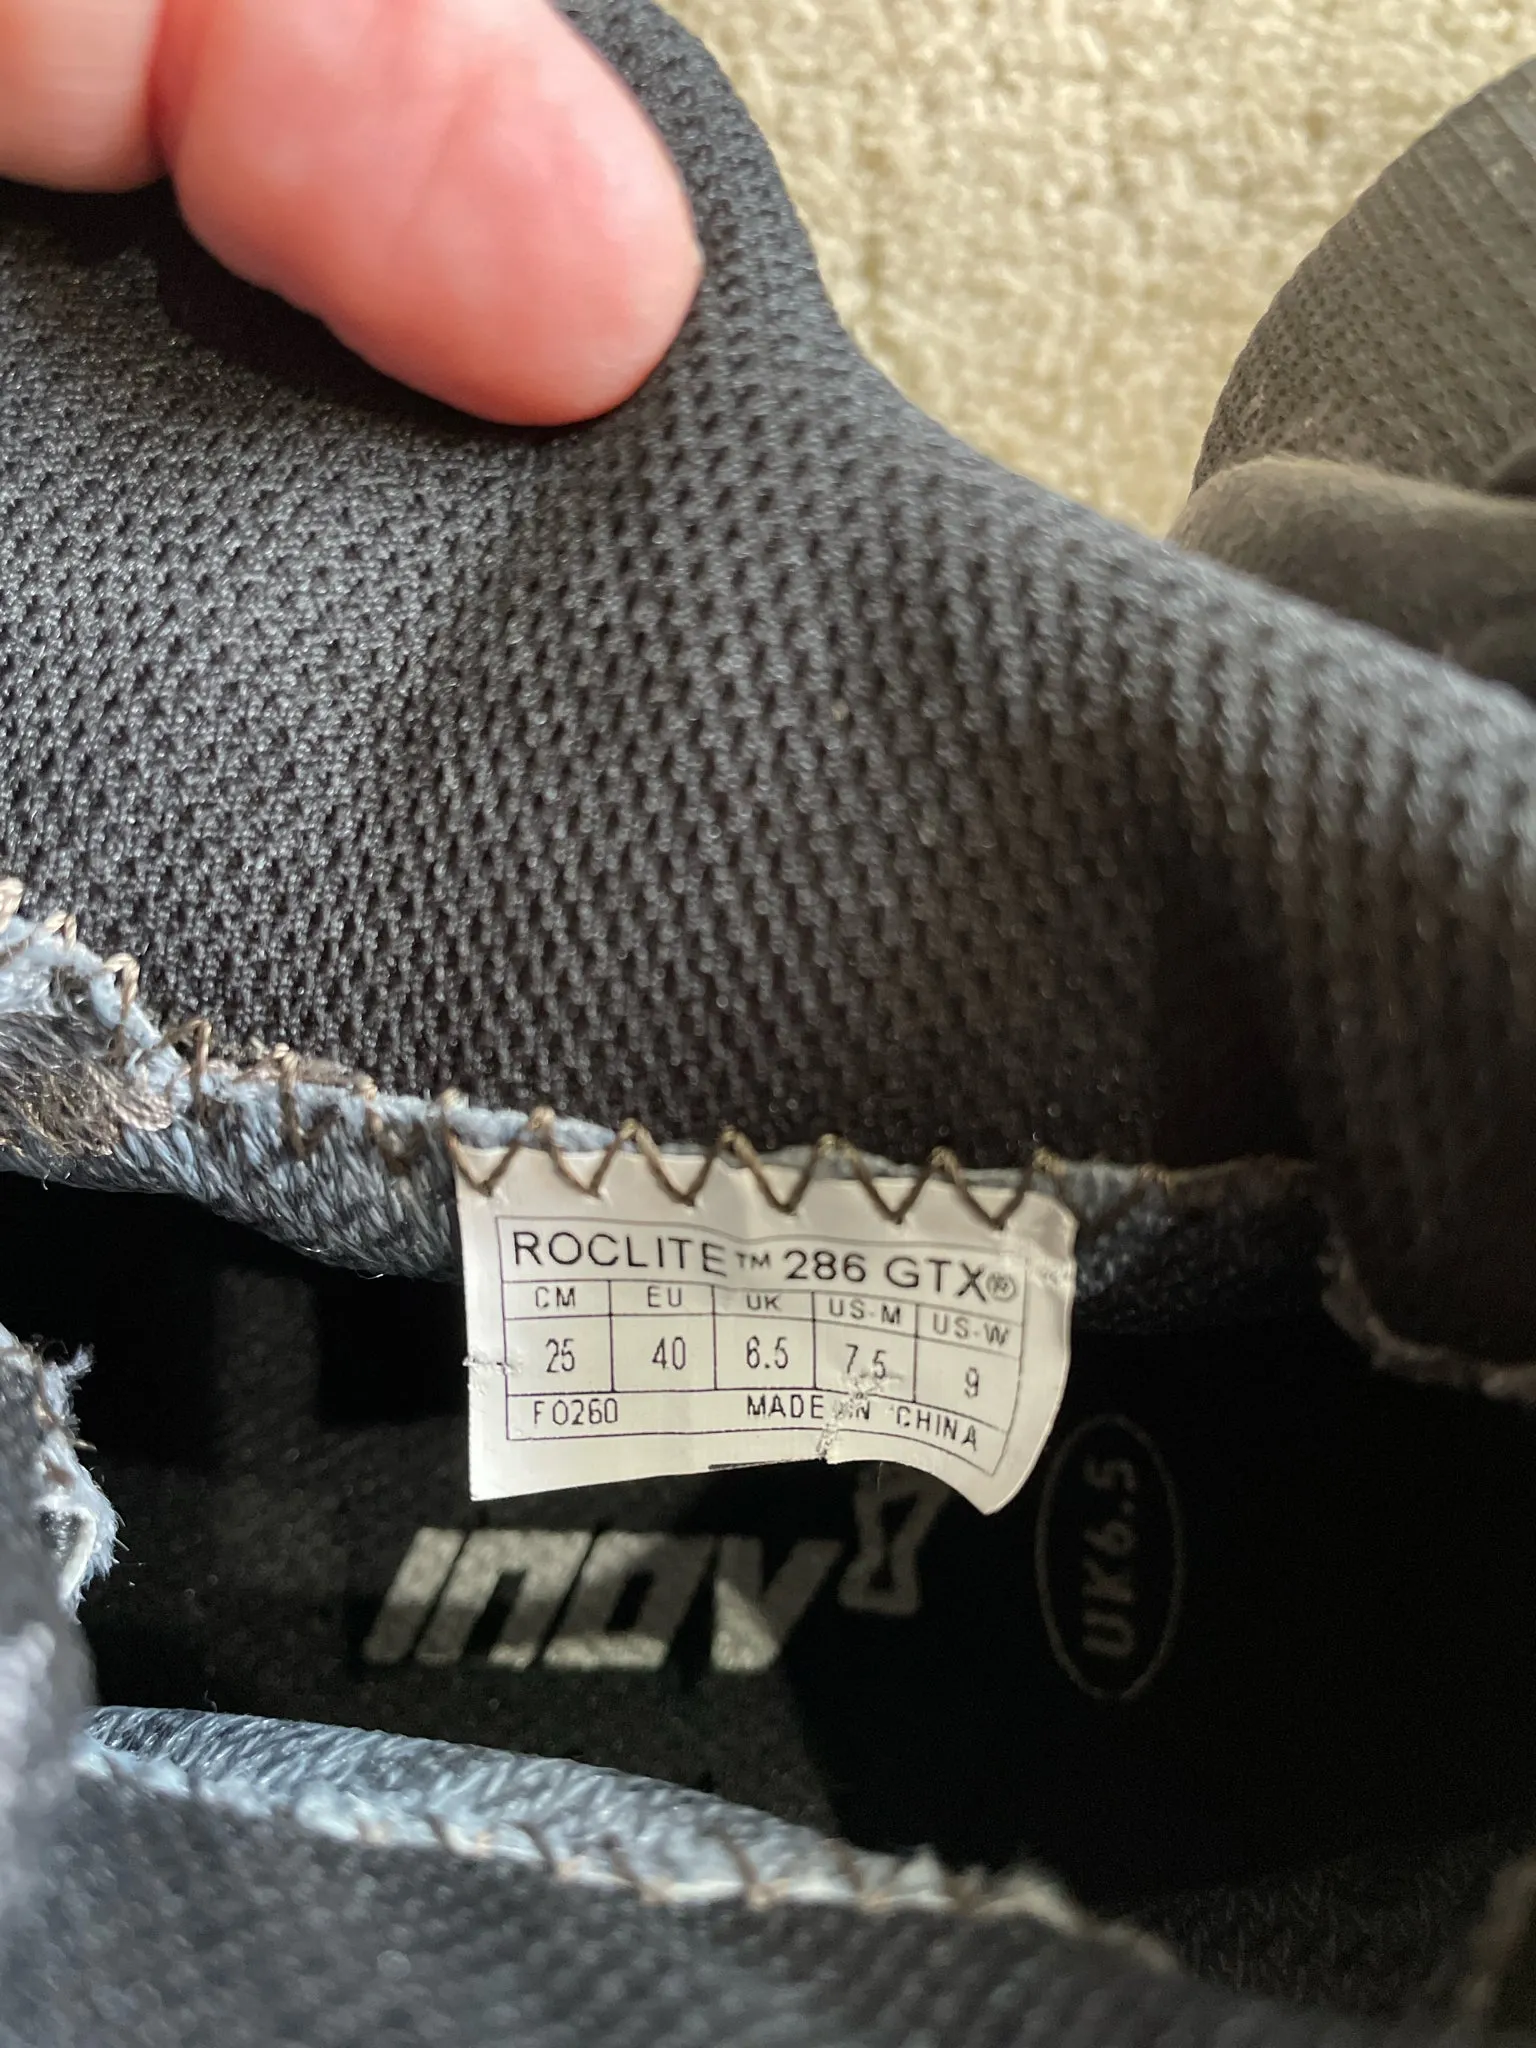 ROCLITE™ 286 GTX®
CM EU UK US-M US-W
25 40 6.5 7.5 9
F0260 MADE IN CHINA
inov8
UK6.5